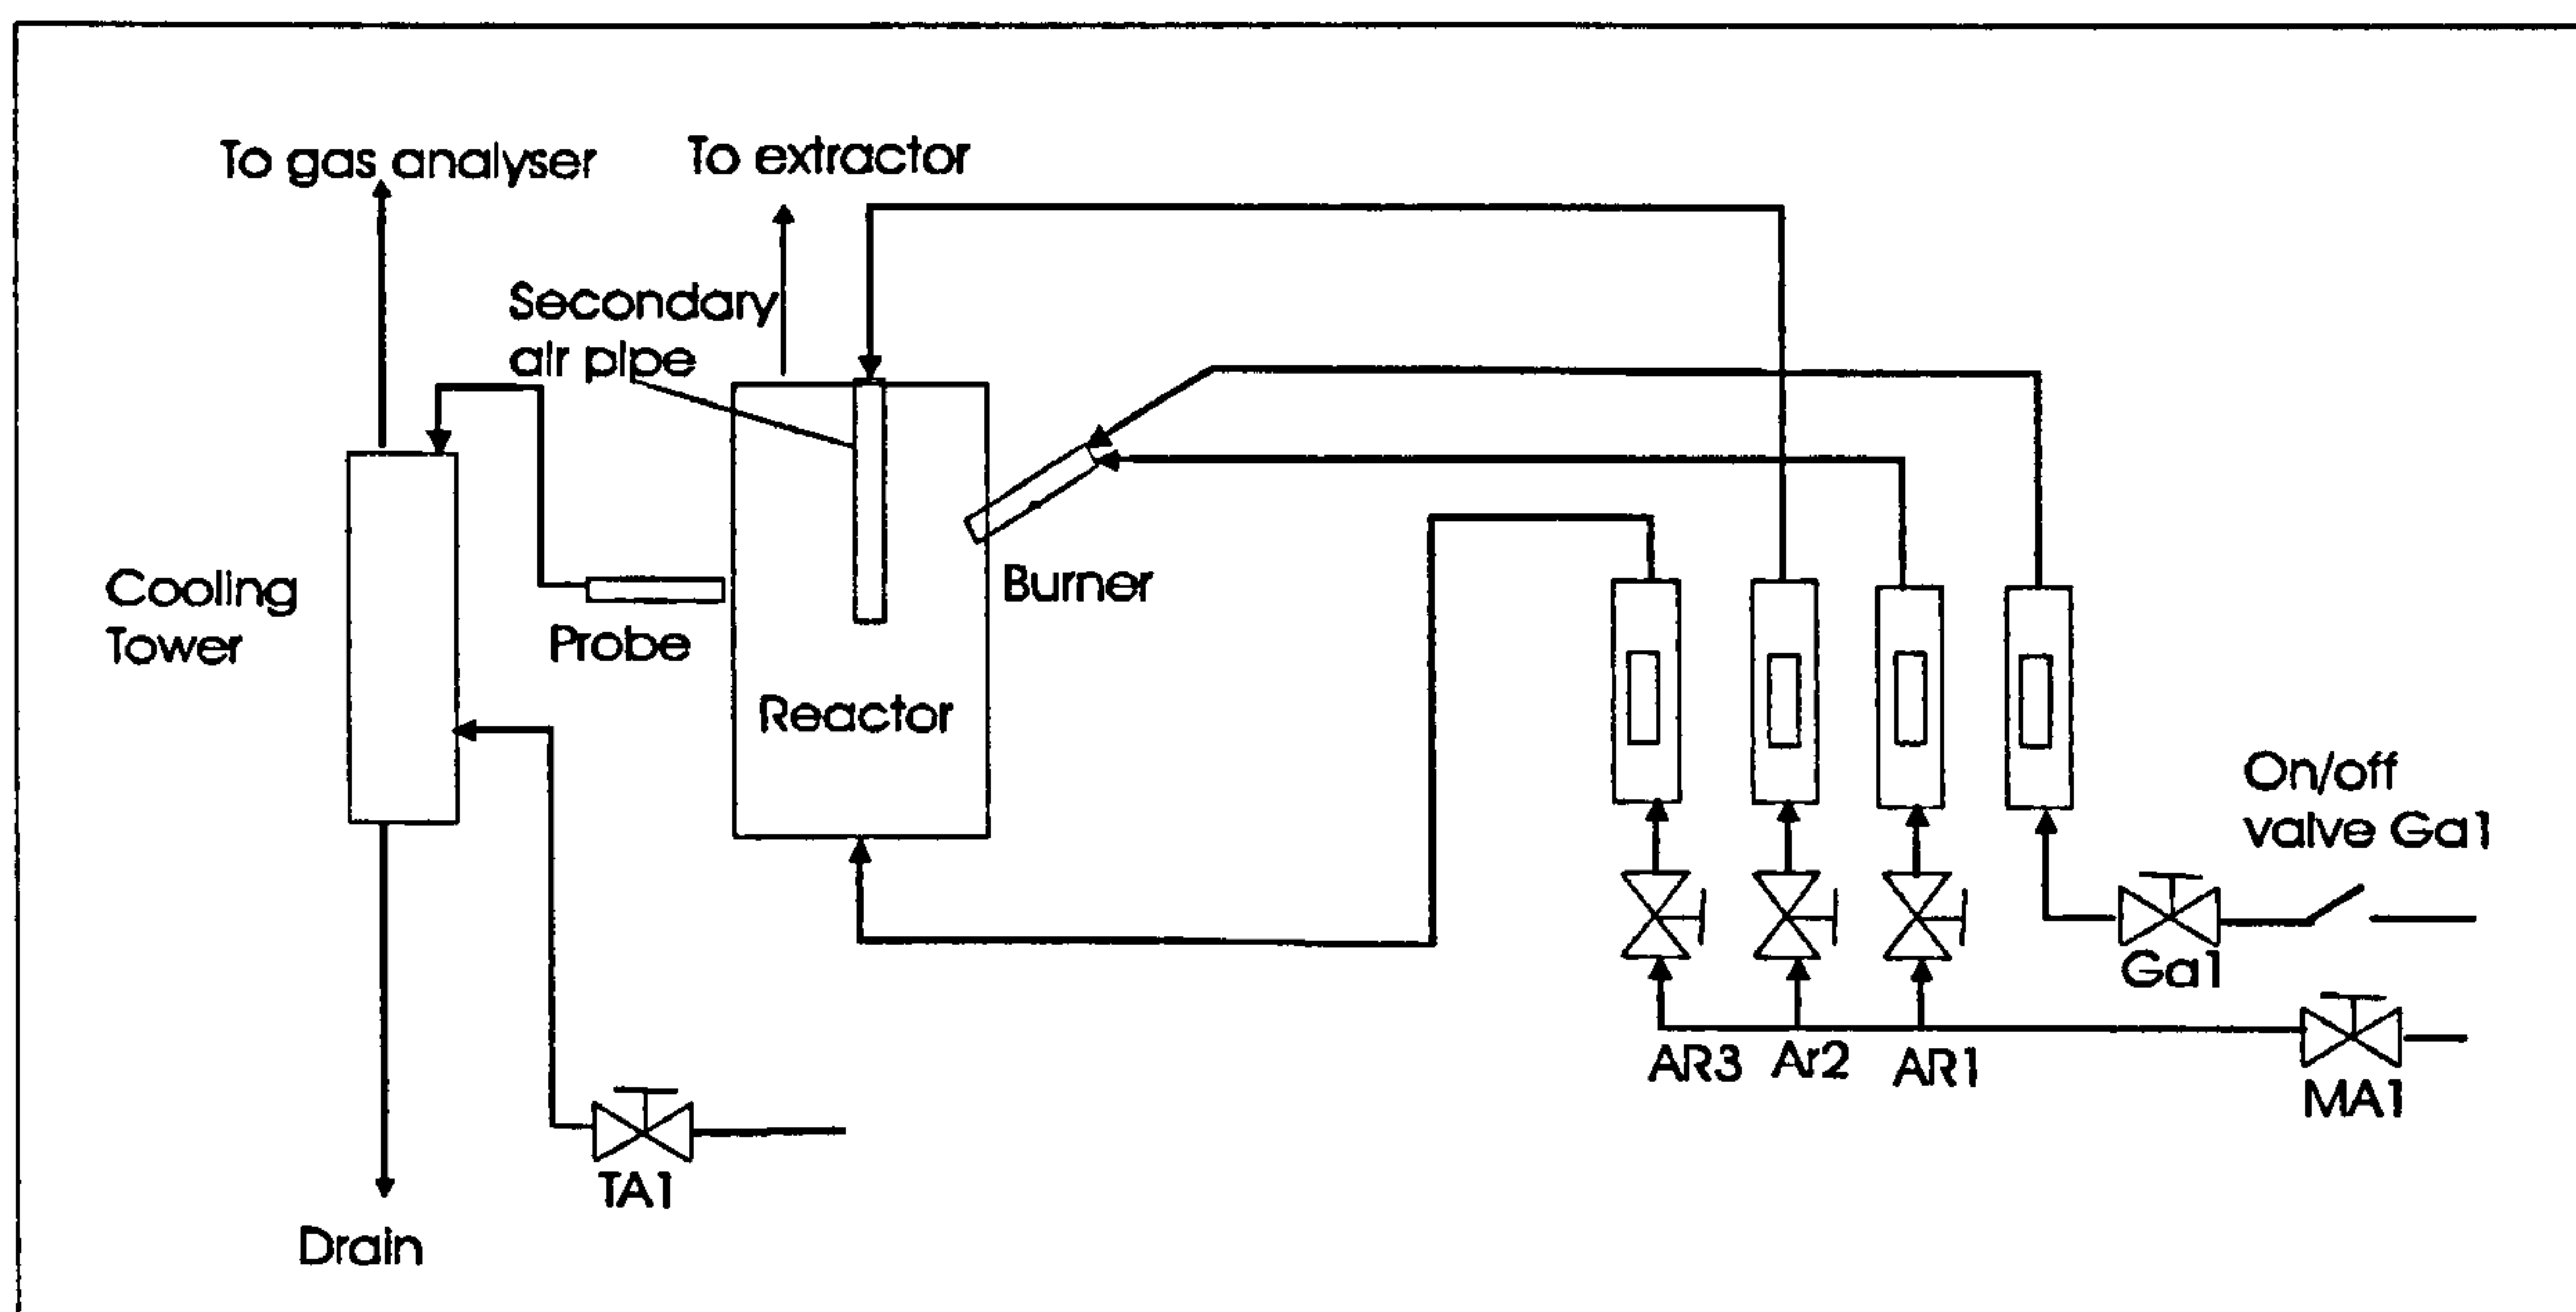 To gas analyser
To extractor
Secondary
air pipe
Cooling
Tower
Probe
Burner
Reactor
On/off
valve Ga1
Ga1
AR3
Ar2
AR1
MA1
TA1
Drain